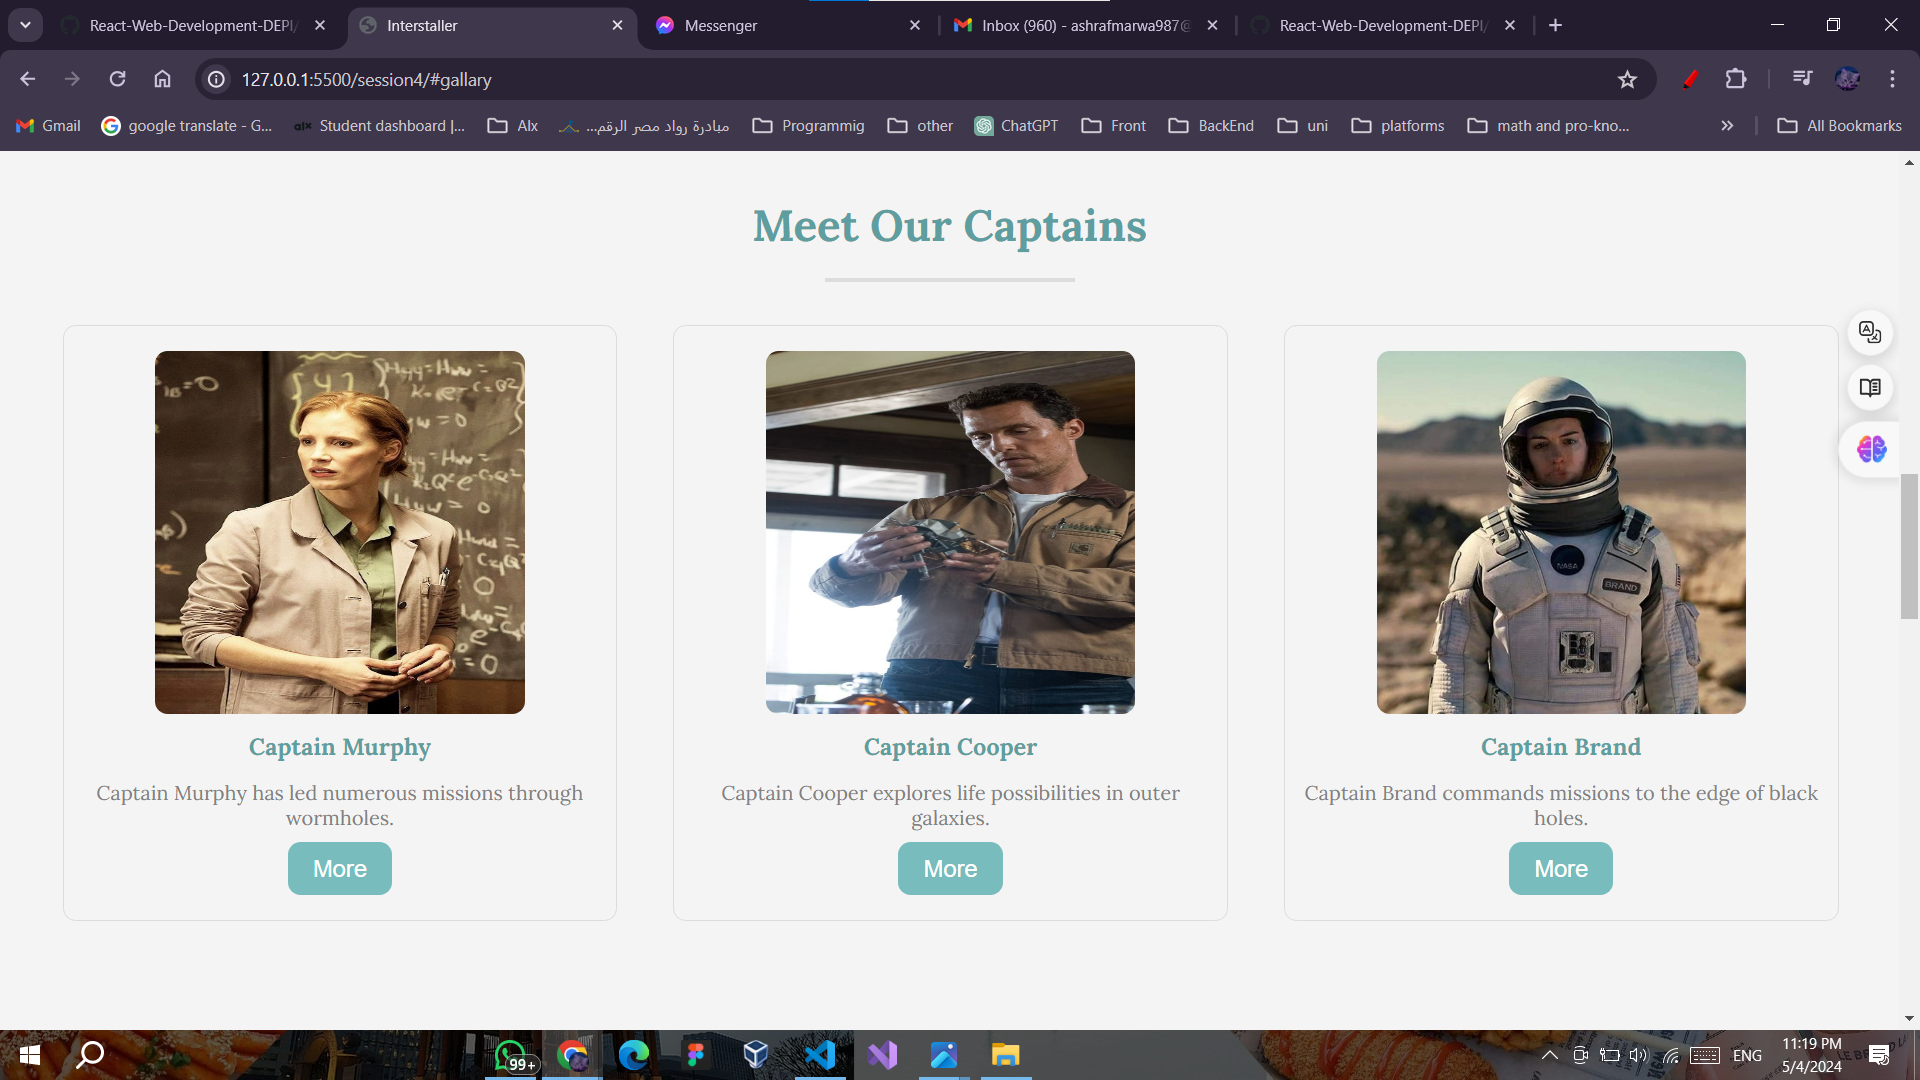 React-Web-Development-DEPI/
Interstaller
Messenger
Inbox (960) - ashrafmarwa987@
React-Web-Development-DEPI/
127.0.0.1:5500/session4/#gallary
Gmail
google translate - G...
alx Student dashboard |...
Alx
مبادرة رواد مصر الرقم...
Programmig
other
ChatGPT
Front
BackEnd
uni
platforms
math and pro-kno...
All Bookmarks
Meet Our Captains
NASA
BRAND
Captain Murphy
Captain Murphy has led numerous missions through
wormholes.
More
Captain Cooper
Captain Cooper explores life possibilities in outer
galaxies.
More
Captain Brand
Captain Brand commands missions to the edge of black
holes.
More
99+
ENG
11:19 PM
5/4/2024